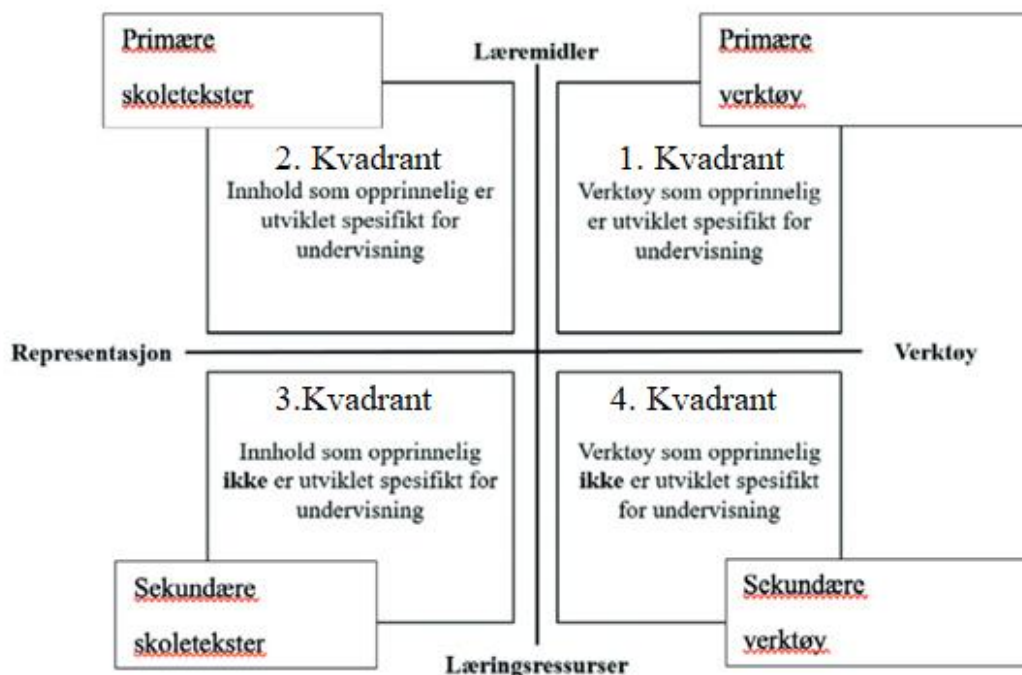 Primære
skoletekster
Læremidler
Primære
verktøy
2. Kvadrant
Innhold som opprinnelig er
utviklet spesifikt for
undervisning
1. Kvadrant
Verktøy som opprinnelig
er utviklet spesifikt for
undervisning
Representasjon
Verktøy
3.Kvadrant
Innhold som opprinnelig
ikke er utviklet spesifikt for
undervisning
4. Kvadrant
Verktøy som opprinnelig
ikke er utviklet spesifikt
for undervisning
Sekundære
skoletekster
Læringsressurser
Sekundære
verktøy